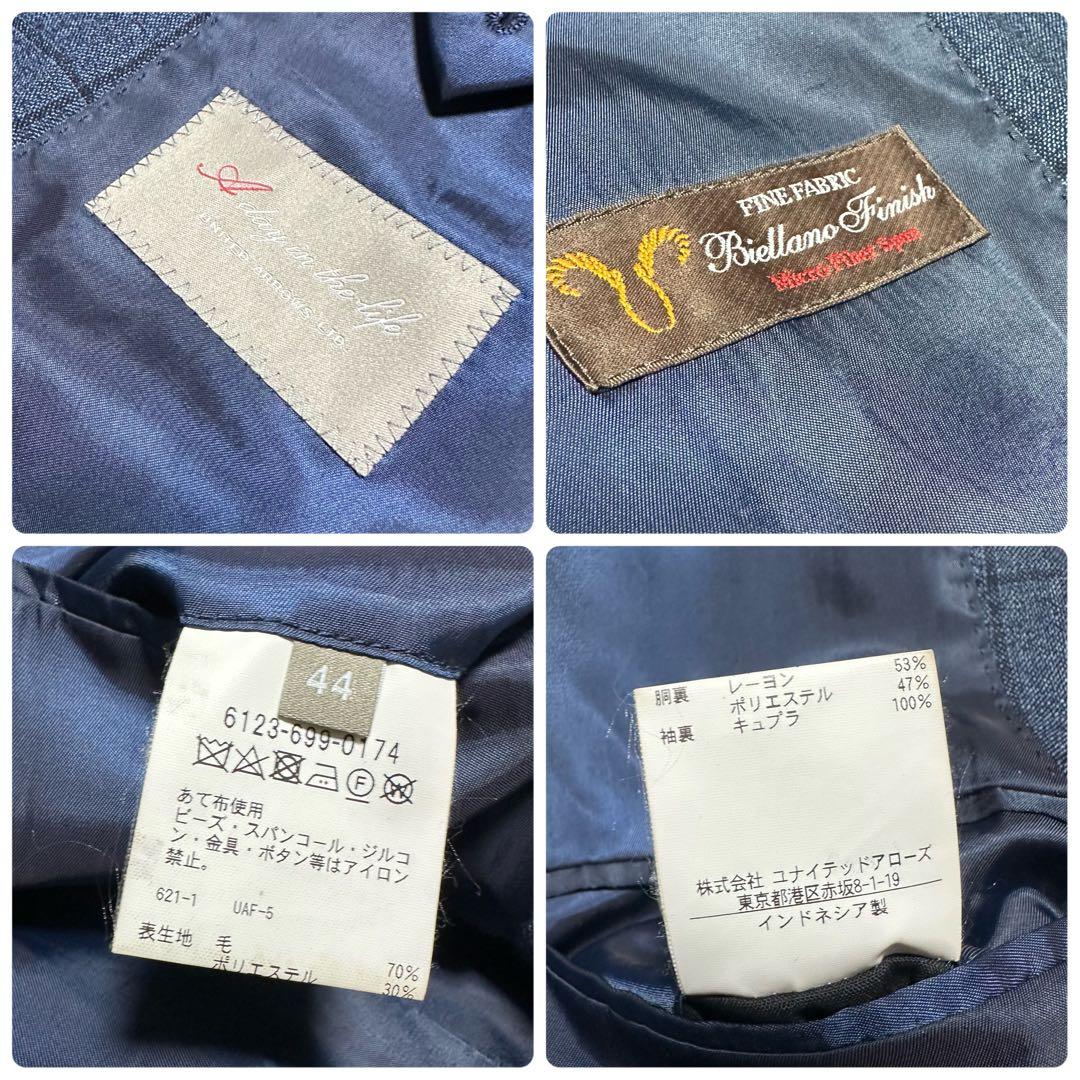 A day in the life
UNITED ARROWS LTD.
FINE FABRIC
Biellano Finish
Micro Finer Spun
44
6123-699-0174
あて布使用
ビーズ・スパンコール・ジルコ
ン・金具・ボタン等はアイロン
禁止。
621-1 UAF-5
表生地 毛 70%
ポリエステル 30%
胴裏 レーヨン 53%
ポリエステル 47%
袖裏 キュプラ 100%
株式会社 ユナイテッドアローズ
東京都港区赤坂8-1-19
インドネシア製